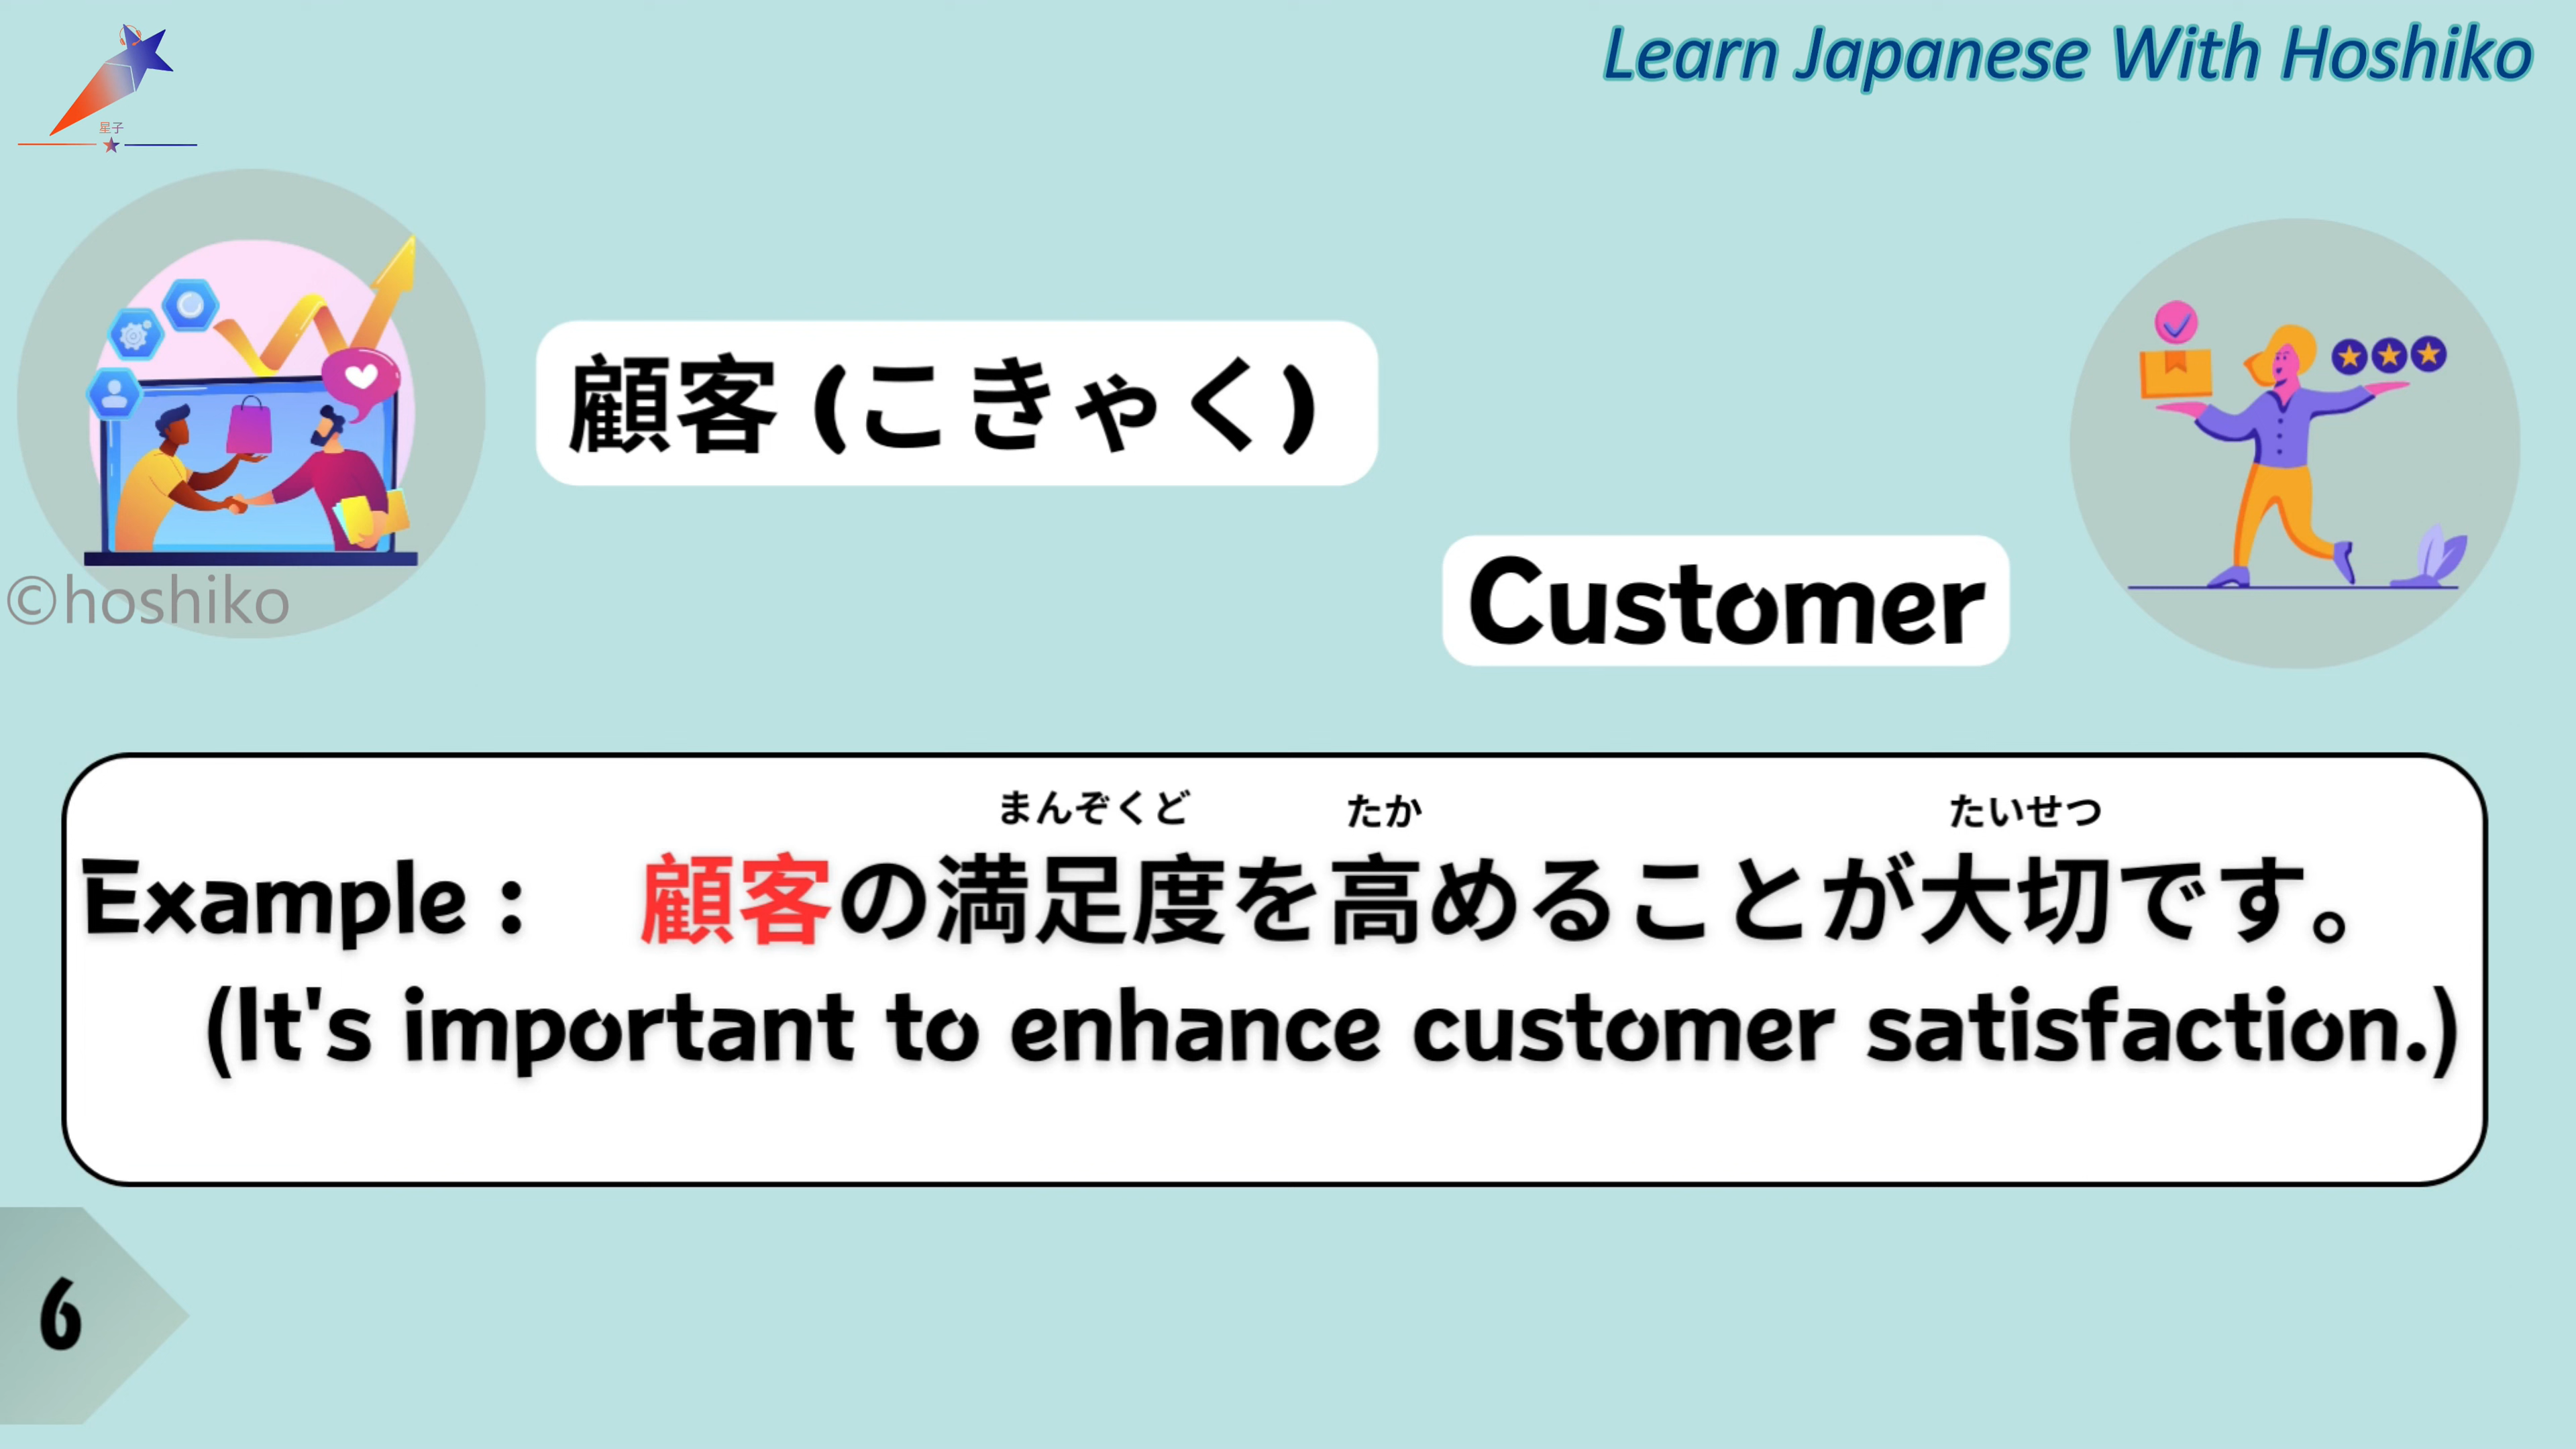 Learn Japanese With Hoshiko
星子
顧客 (こきゃく)
©hoshiko
Customer
まんぞくど たか たいせつ
Example : 顧客の満足度を高めることが大切です。
(It's important to enhance customer satisfaction.)
6